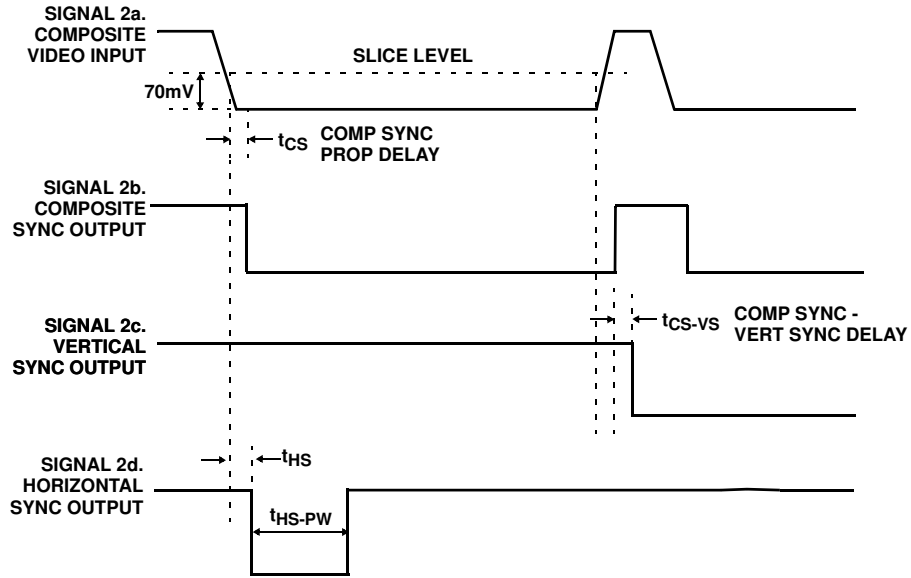 SIGNAL 2a.
COMPOSITE
VIDEO INPUT
SLICE LEVEL
70mV
tCS COMP SYNC
PROP DELAY
SIGNAL 2b.
COMPOSITE
SYNC OUTPUT
tCS-VS COMP SYNC -
VERT SYNC DELAY
SIGNAL 2c.
VERTICAL
SYNC OUTPUT
tHS
SIGNAL 2d.
HORIZONTAL
SYNC OUTPUT
tHS-PW